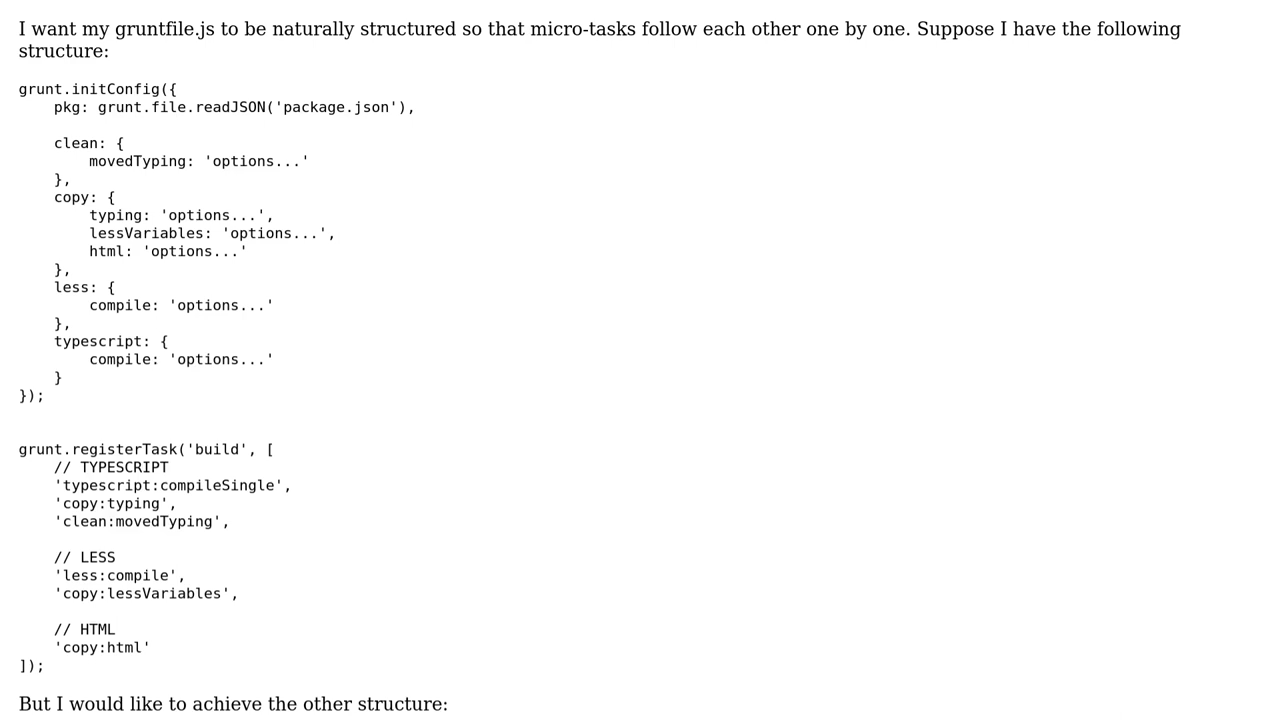 I want my gruntfile.js to be naturally structured so that micro-tasks follow each other one by one. Suppose I have the following
structure:
grunt.initConfig({
    pkg: grunt.file.readJSON('package.json'),
    clean: {
        movedTyping: 'options...'
    },
    copy: {
        typing: 'options...',
        lessVariables: 'options...',
        html: 'options...'
    },
    less: {
        compile: 'options...'
    },
    typescript: {
        compile: 'options...'
    }
});
grunt.registerTask('build', [
    // TYPESCRIPT
    'typescript:compileSingle',
    'copy:typing',
    'clean:movedTyping',
    // LESS
    'less:compile',
    'copy:lessVariables',
    // HTML
    'copy:html'
]);
But I would like to achieve the other structure: